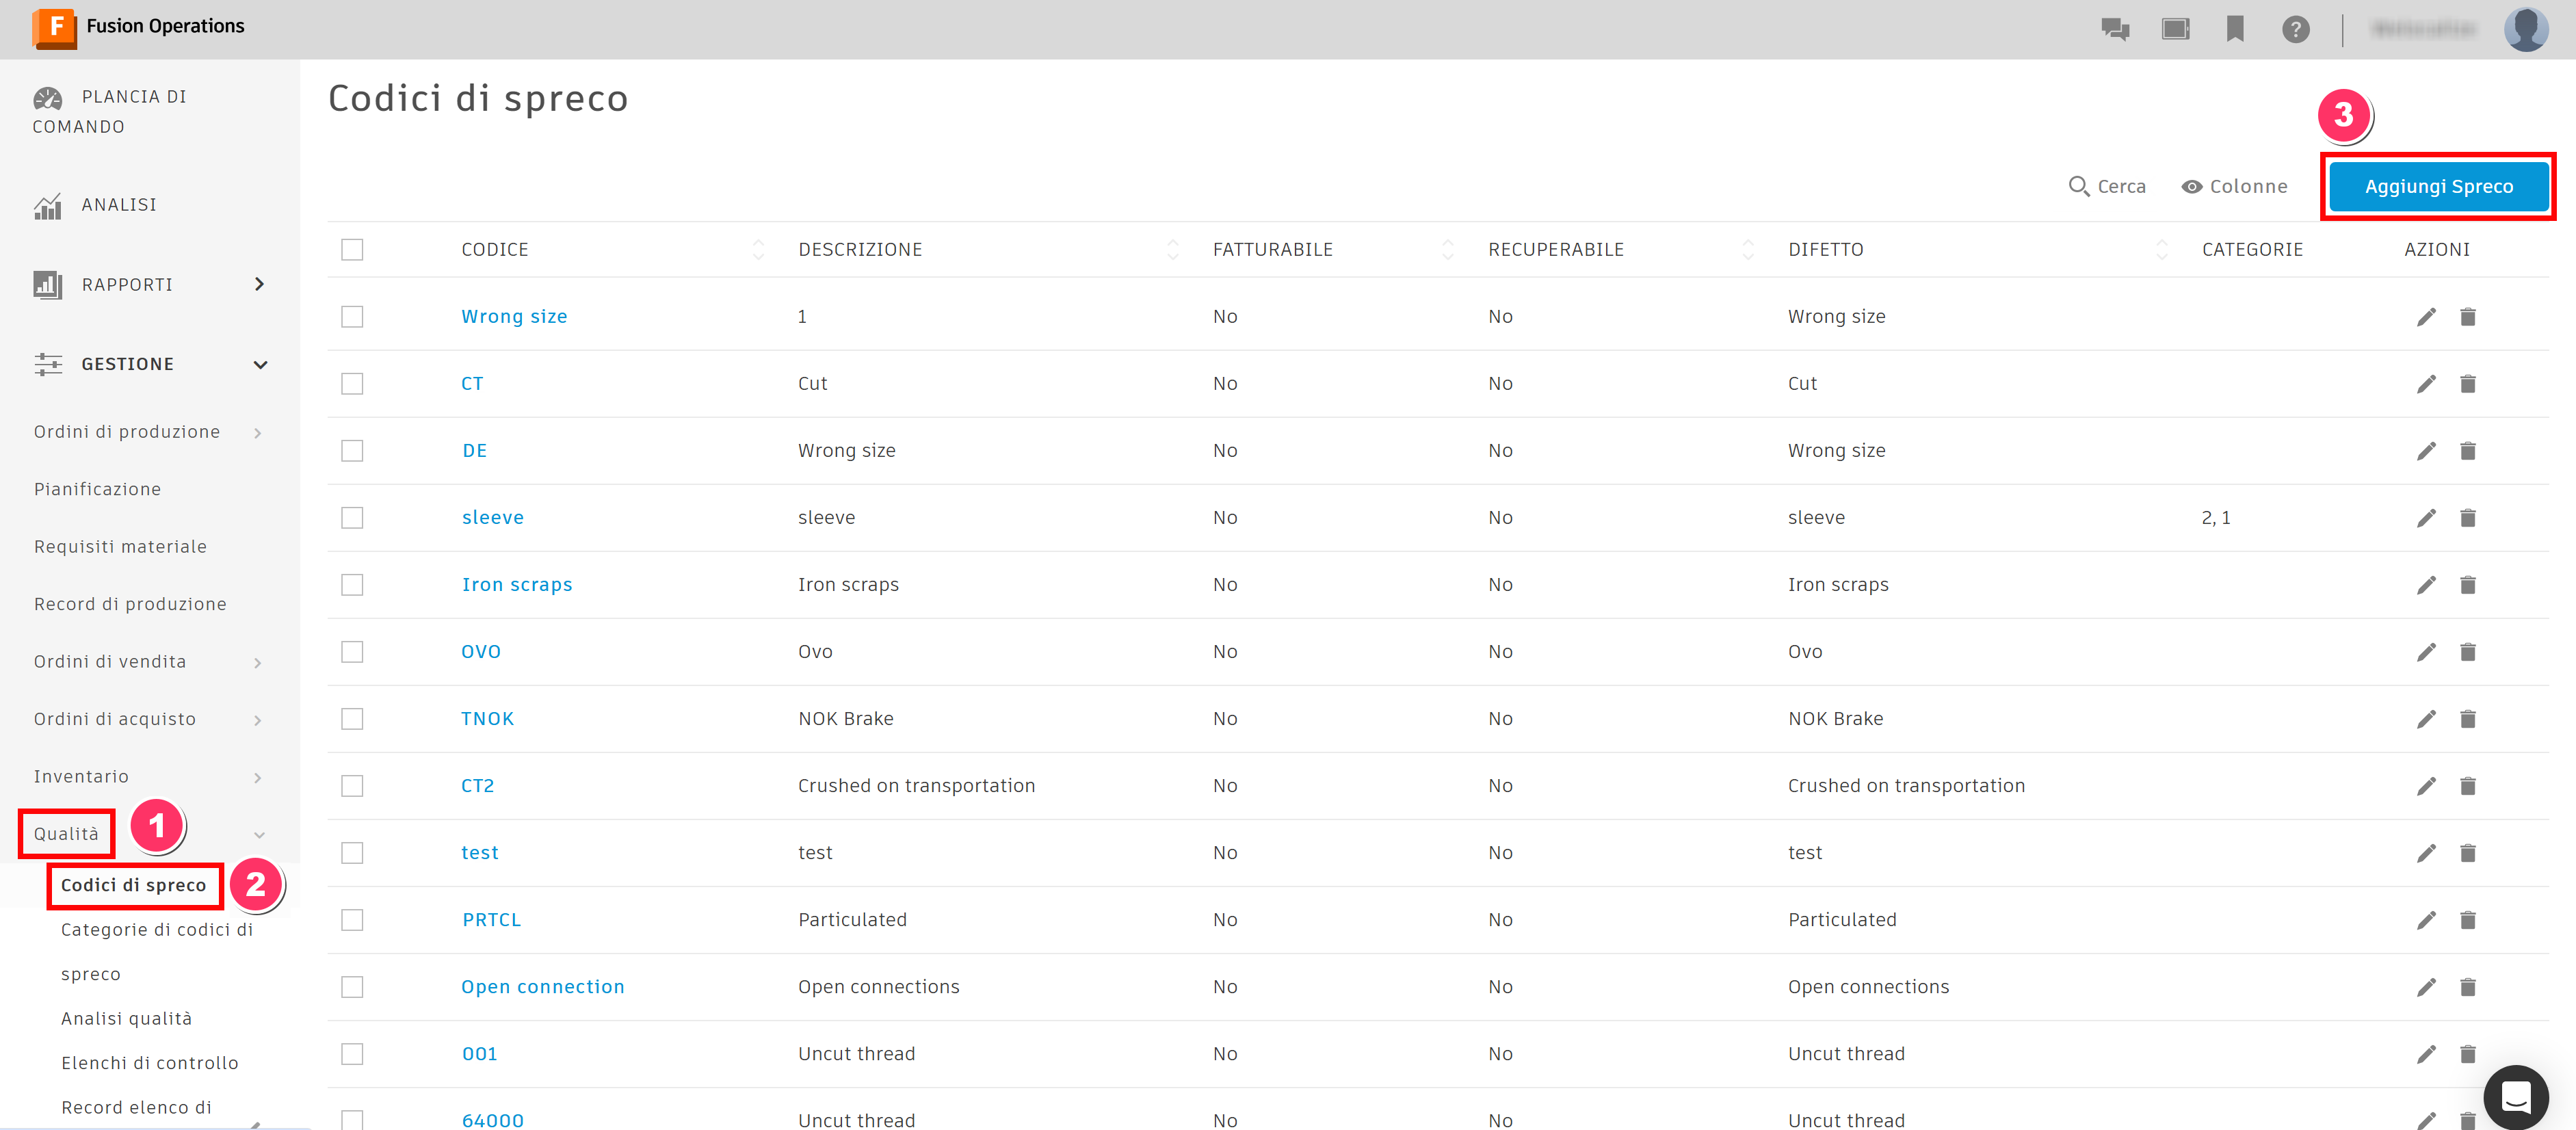 F Fusion Operations
?
PLANCIA DI
COMANDO
ANALISI
RAPPORTI
GESTIONE
Ordini di produzione
Pianificazione
Requisiti materiale
Record di produzione
Ordini di vendita
Ordini di acquisto
Inventario
Qualità 1
Codici di spreco 2
Categorie di codici di
spreco
Analisi qualità
Elenchi di controllo
Record elenco di
Codici di spreco
3
Cerca Colonne Aggiungi Spreco
CODICE DESCRIZIONE FATTURABILE RECUPERABILE DIFETTO CATEGORIE AZIONI
Wrong size 1 No No Wrong size
CT Cut No No Cut
DE Wrong size No No Wrong size
sleeve sleeve No No sleeve 2, 1
Iron scraps Iron scraps No No Iron scraps
OVO Ovo No No Ovo
TNOK NOK Brake No No NOK Brake
CT2 Crushed on transportation No No Crushed on transportation
test test No No test
PRTCL Particulated No No Particulated
Open connection Open connections No No Open connections
001 Uncut thread No No Uncut thread
64000 Uncut thread No No Uncut thread